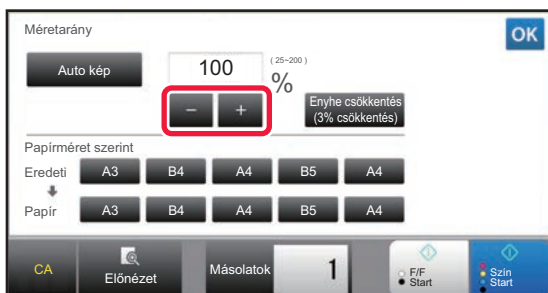 Méretarány
OK
Auto kép
100
(25~200)
%
−
+
Enyhe csökkentés
(3% csökkentés)
Papírméret szerint
Eredeti A3 B4 A4 B5 A4
Papír A3 B4 A4 B5 A4
CA
Előnézet
Másolatok
1
F/F
Start
Szín
Start